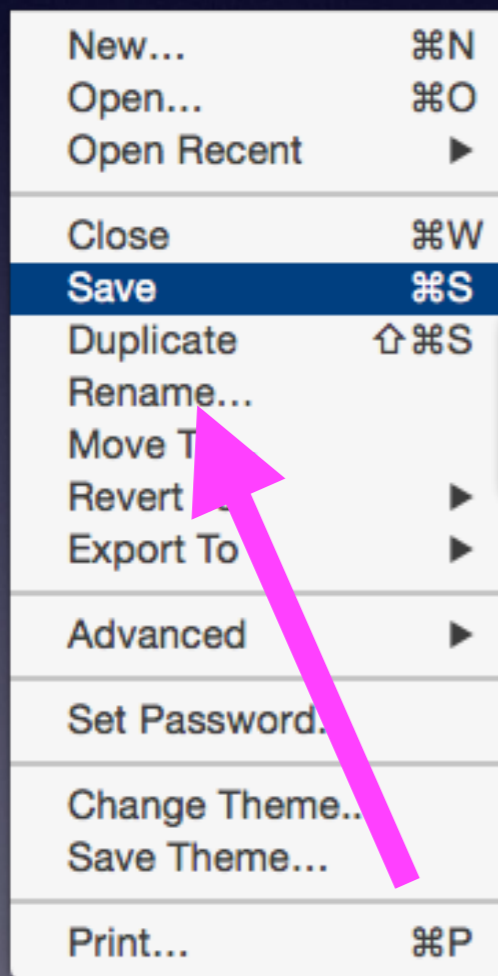 New... ⌘N
Open... ⌘O
Open Recent ▶
Close ⌘W
Save ⌘S
Duplicate ⇧⌘S
Rename...
Move
Revert ▶
Export To ▶
Advanced ▶
Set Password.
Change Theme..
Save Theme...
Print... ⌘P